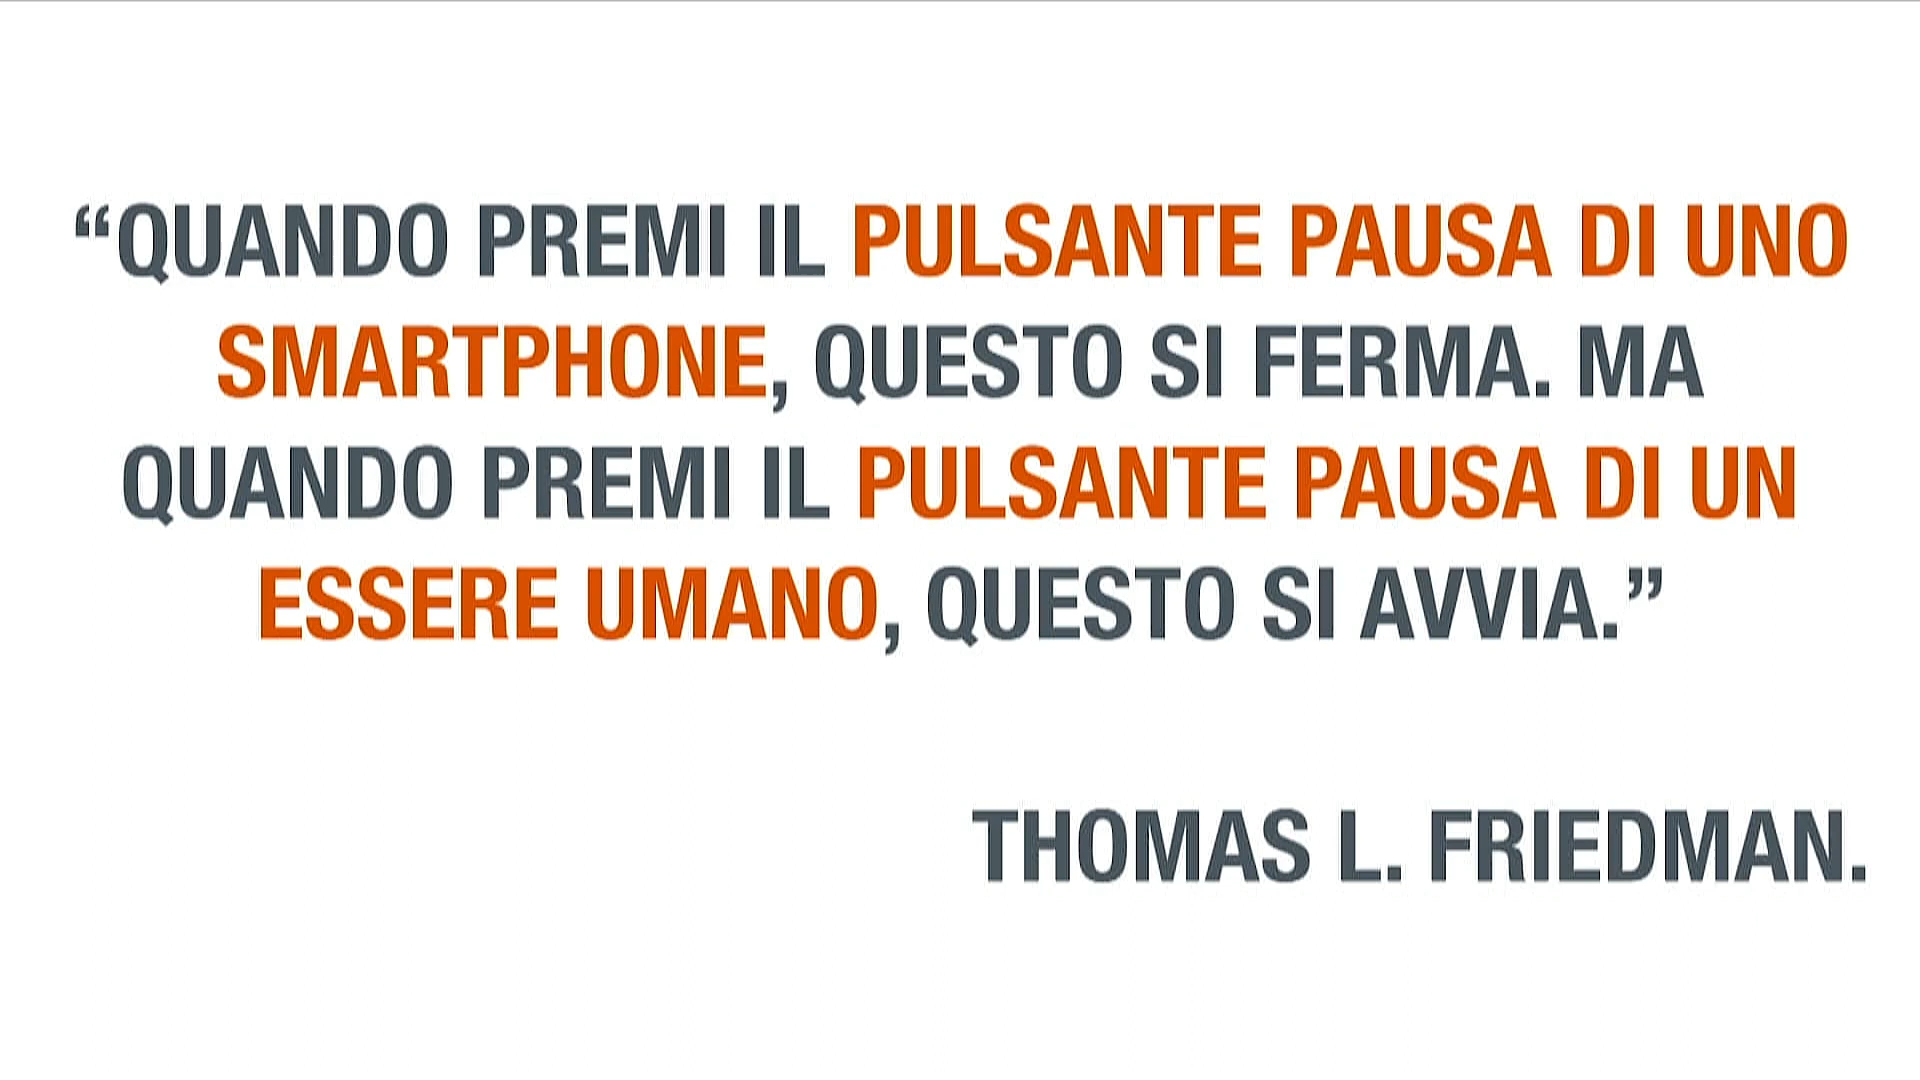 “QUANDO PREMI IL PULSANTE PAUSA DI UNO
SMARTPHONE, QUESTO SI FERMA. MA
QUANDO PREMI IL PULSANTE PAUSA DI UN
ESSERE UMANO, QUESTO SI AVVIA.”
THOMAS L. FRIEDMAN.